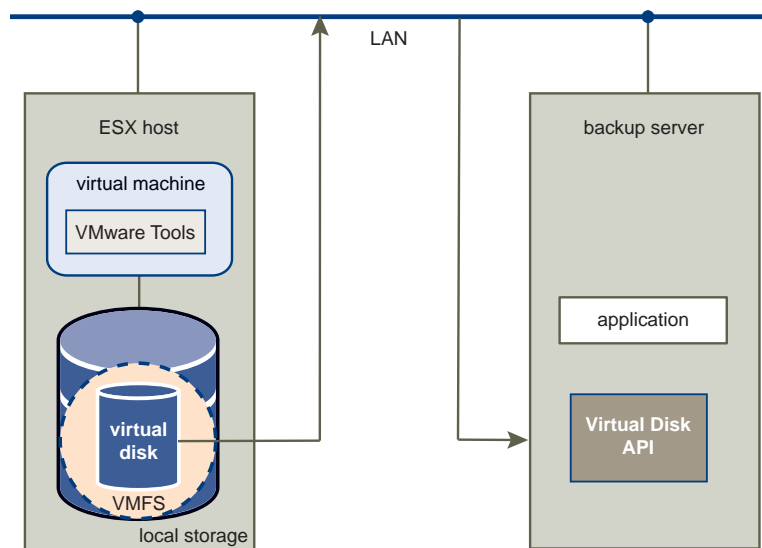 LAN
ESX host
virtual machine
VMware Tools
virtual
disk
VMFS
local storage
backup server
application
Virtual Disk
API